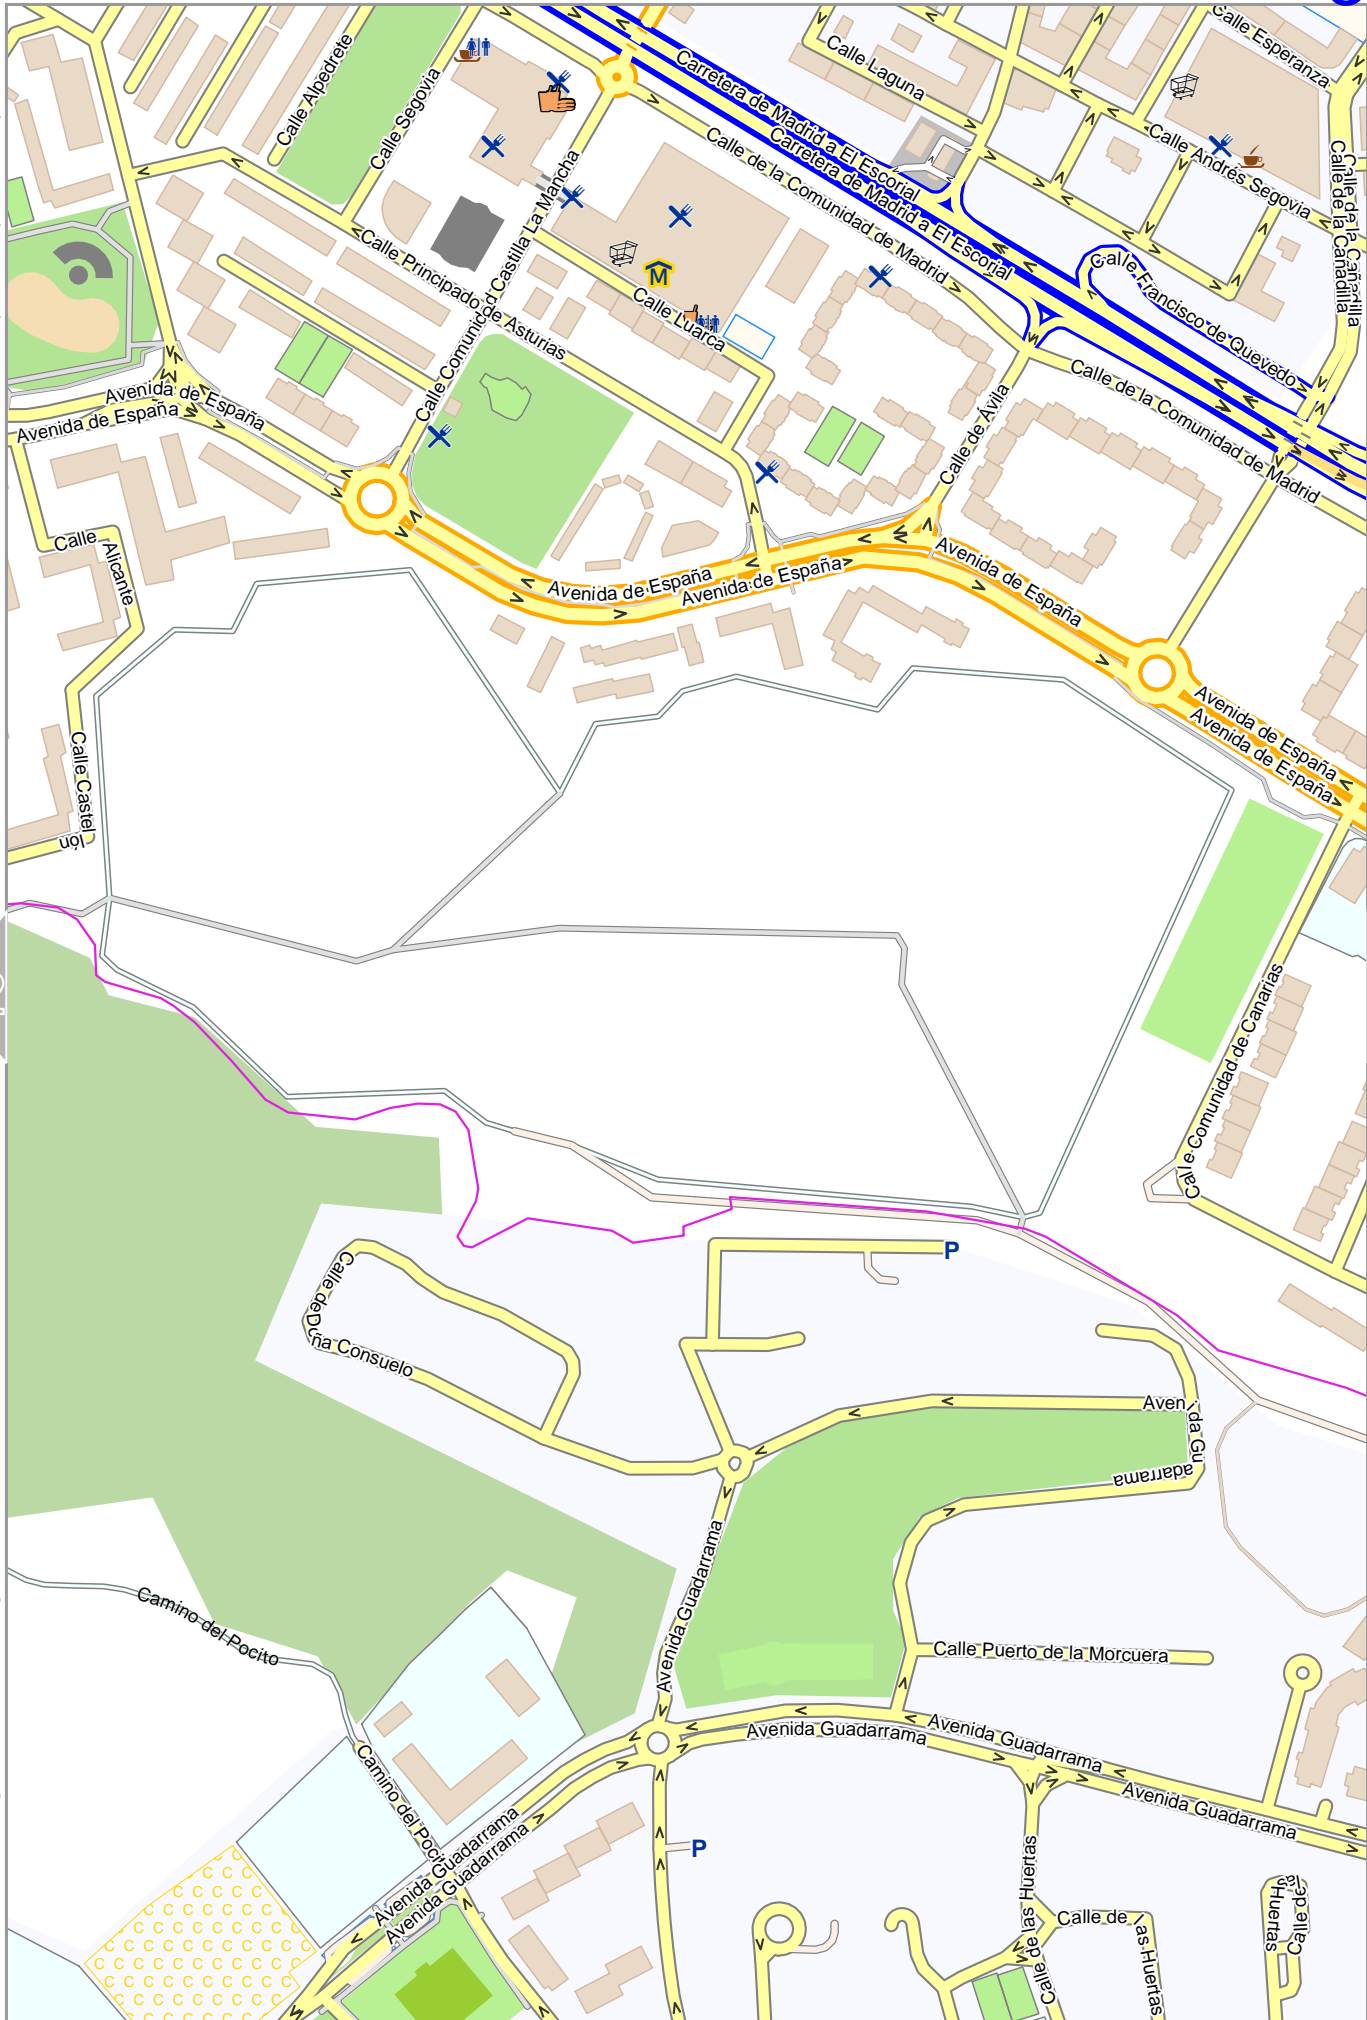 Calle Esperanza
Calle Laguna
Carretera de Madrid a El Escorial
Carretera de Madrid a El Escorial
Calle Alpedrete
Calle Segovia
Calle de la Comunidad de Madrid
Calle Andrés Segovia
Calle de la Cañadilla
Calle de la Cañadilla
Calle Principado de Asturias
Calle Comunidad Castilla La Mancha
M
Calle Luarca
Calle Francisco de Quevedo
Calle de la Comunidad de Madrid
Avenida de España
Avenida de España
Calle de Ávila
Calle Alicante
Avenida de España
Avenida de España
Avenida de España
Avenida de España
Avenida de España
Calle Castellón
Calle Comunidad de Canarias
P
Calle de Doña Consuelo
Avenida Guadarrama
Avenida Guadarrama
Camino del Pocito
Calle Puerto de la Morcuera
Avenida Guadarrama
Avenida Guadarrama
Avenida Guadarrama
Camino del Pocito
Avenida Guadarrama
Avenida Guadarrama
P
Calle de las Huertas
Calle de las Huertas
Calle
Huertas
Calle de